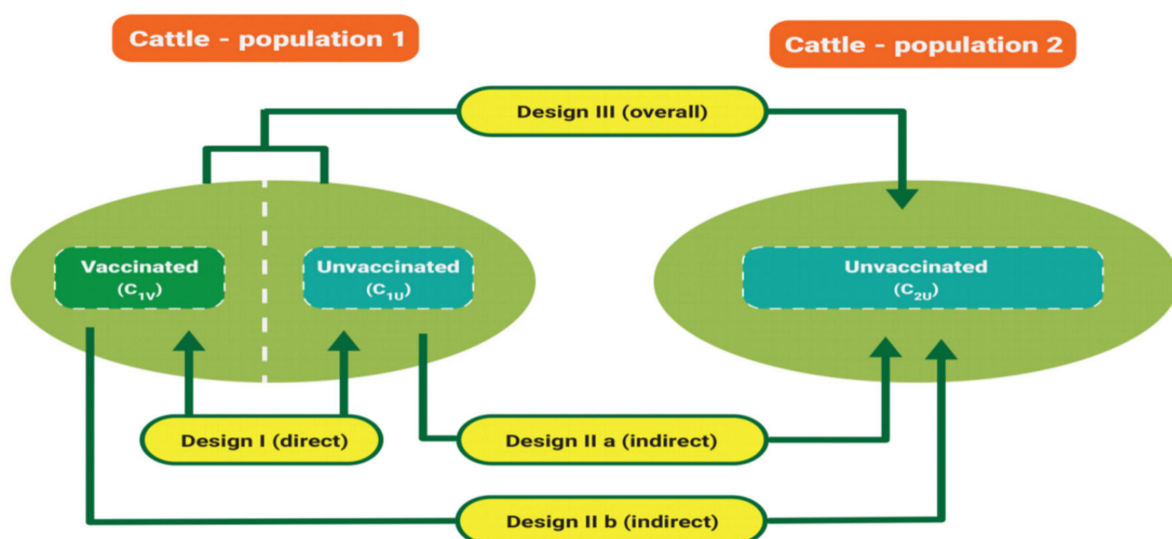 Cattle - population 1
Cattle - population 2
Design III (overall)
Vaccinated
(C1V)
Unvaccinated
(C1U)
Unvaccinated
(C2U)
Design I (direct)
Design II a (indirect)
Design II b (indirect)